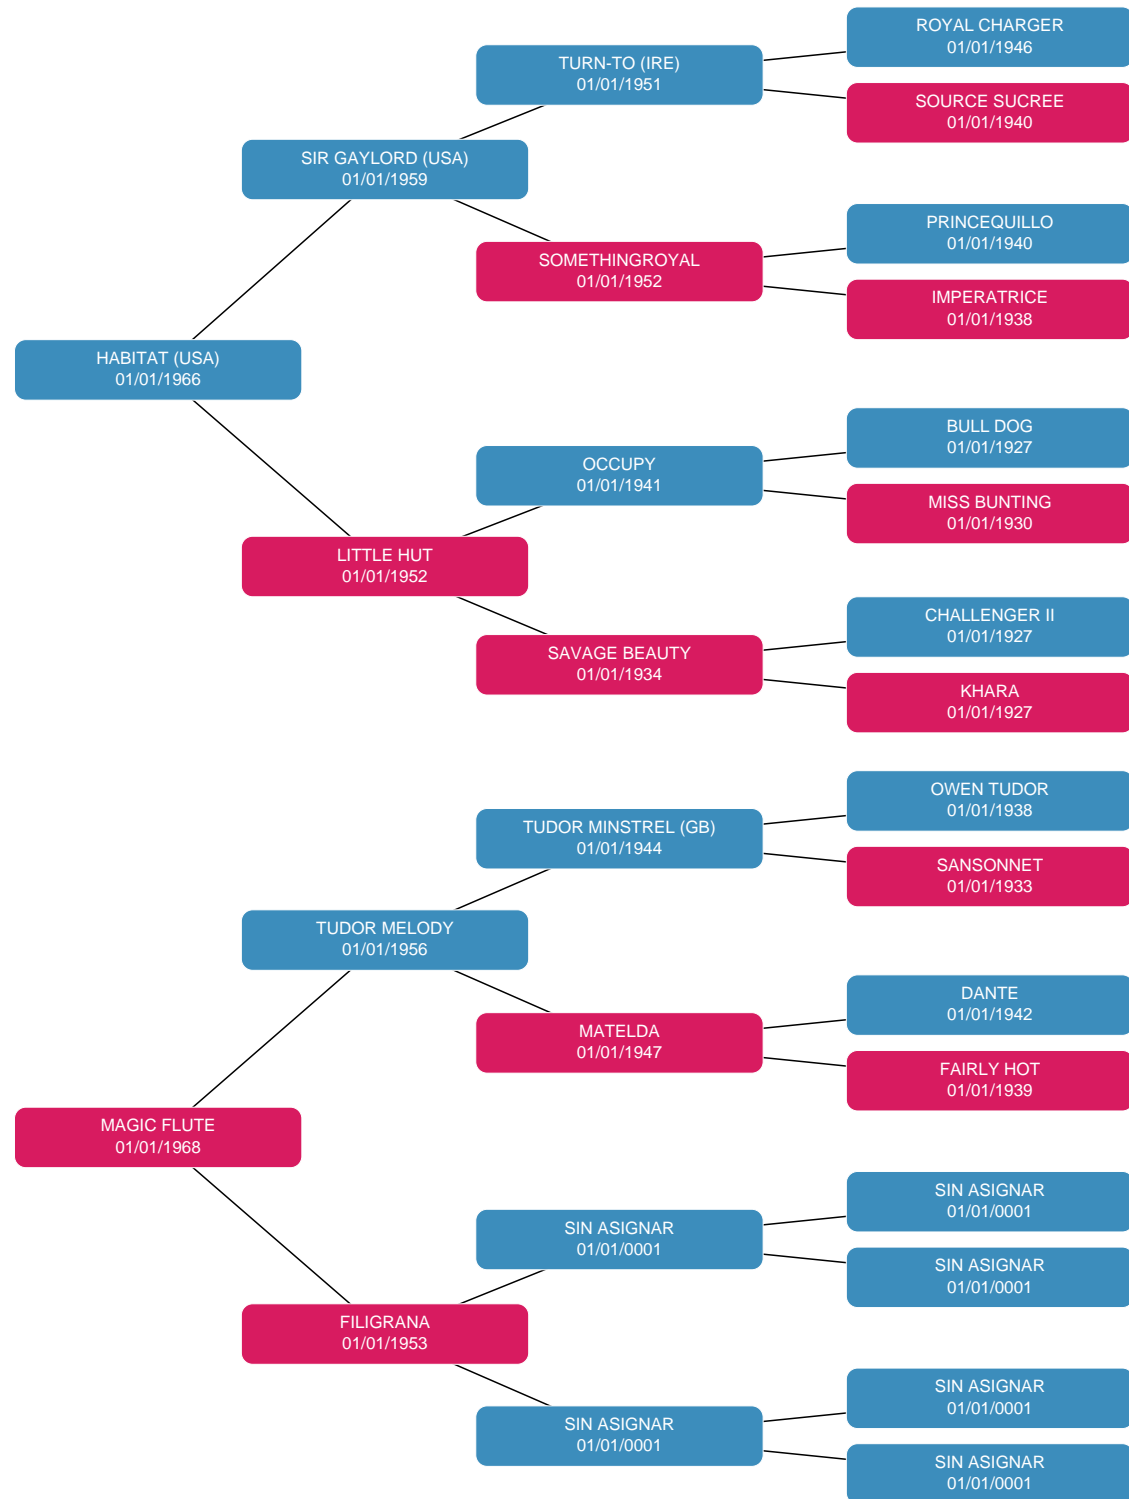 ROYAL CHARGER
01/01/1946
TURN-TO (IRE)
01/01/1951
SOURCE SUCREE
01/01/1940
SIR GAYLORD (USA)
01/01/1959
PRINCEQUILLO
01/01/1940
SOMETHINGROYAL
01/01/1952
IMPERATRICE
01/01/1938
HABITAT (USA)
01/01/1966
BULL DOG
01/01/1927
OCCUPY
01/01/1941
MISS BUNTING
01/01/1930
LITTLE HUT
01/01/1952
CHALLENGER II
01/01/1927
SAVAGE BEAUTY
01/01/1934
KHARA
01/01/1927
OWEN TUDOR
01/01/1938
TUDOR MINSTREL (GB)
01/01/1944
SANSONNET
01/01/1933
TUDOR MELODY
01/01/1956
DANTE
01/01/1942
MATELDA
01/01/1947
FAIRLY HOT
01/01/1939
MAGIC FLUTE
01/01/1968
SIN ASIGNAR
01/01/0001
SIN ASIGNAR
01/01/0001
SIN ASIGNAR
01/01/0001
FILIGRANA
01/01/1953
SIN ASIGNAR
01/01/0001
SIN ASIGNAR
01/01/0001
SIN ASIGNAR
01/01/0001